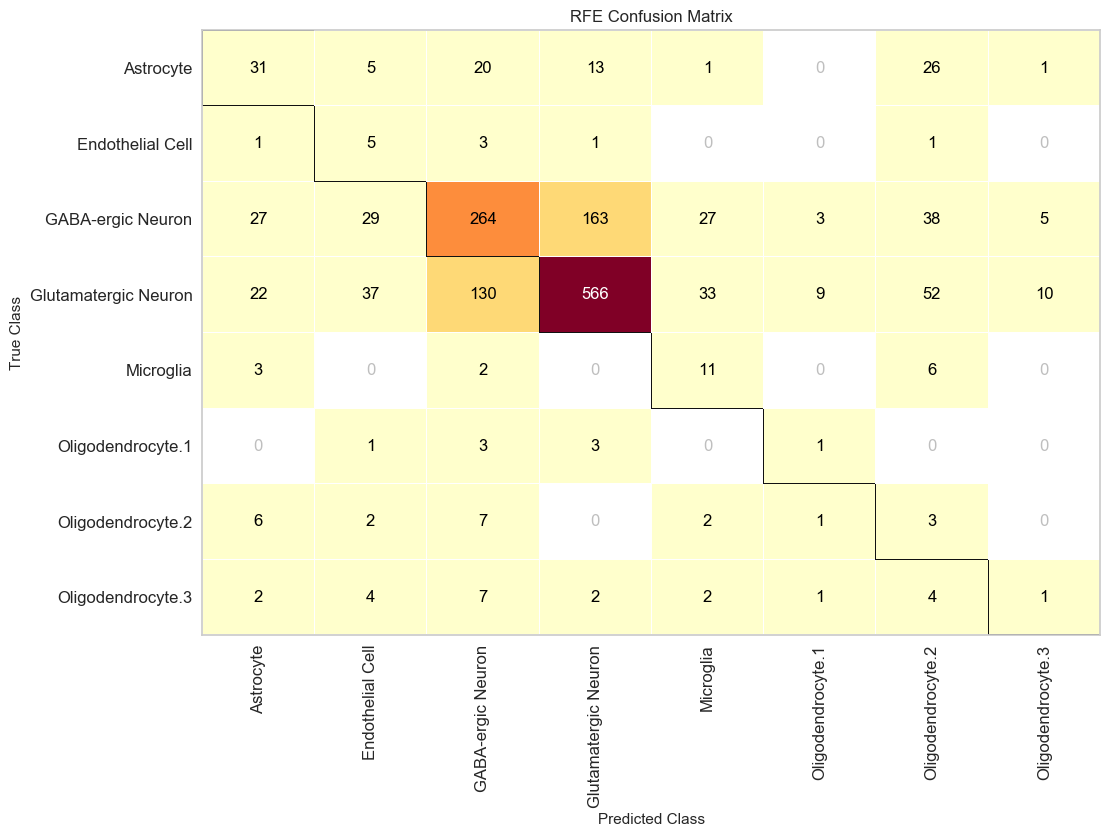 RFE Confusion Matrix
True Class
Astrocyte 31 5 20 13 1 0 26 1
Endothelial Cell 1 5 3 1 0 0 1 0
GABA-ergic Neuron 27 29 264 163 27 3 38 5
Glutamatergic Neuron 22 37 130 566 33 9 52 10
Microglia 3 0 2 0 11 0 6 0
Oligodendrocyte.1 0 1 3 3 0 1 0 0
Oligodendrocyte.2 6 2 7 0 2 1 3 0
Oligodendrocyte.3 2 4 7 2 2 1 4 1
Astrocyte
Endothelial Cell
GABA-ergic Neuron
Glutamatergic Neuron
Microglia
Oligodendrocyte.1
Oligodendrocyte.2
Oligodendrocyte.3
Predicted Class